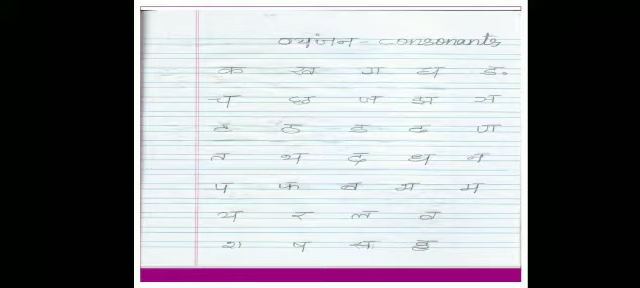 व्यंजन - consonants
क ख ग घ ङ
च छ ज झ ञ
ट ठ ड ढ ण
त थ द ध न
प फ ब भ म
य र ल व
श ष स ह